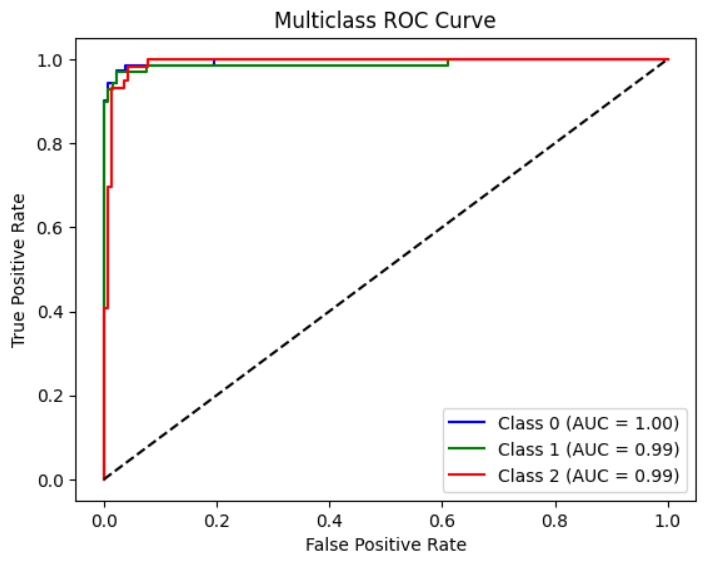 Multiclass ROC Curve
1.0
0.8
0.6
0.4
0.2
0.0
True Positive Rate
Class 0 (AUC = 1.00)
Class 1 (AUC = 0.99)
Class 2 (AUC = 0.99)
0.0 0.2 0.4 0.6 0.8 1.0
False Positive Rate